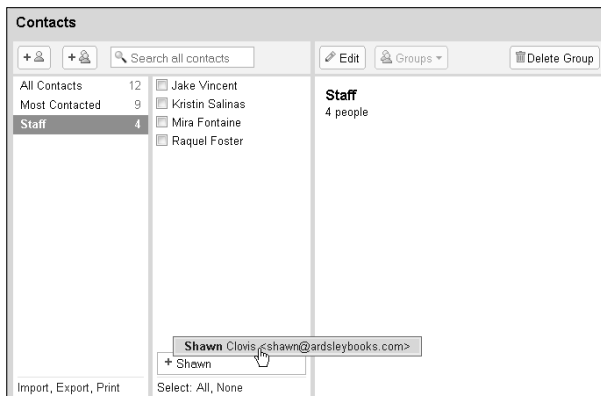 Contacts
Search all contacts
Edit
Groups
Delete Group
All Contacts 12
Most Contacted 9
Staff 4
Jake Vincent
Kristin Salinas
Mira Fontaine
Raquel Foster
Staff
4 people
Shawn Clovis <shawn@ardsleybooks.com>
+ Shawn
Import, Export, Print
Select: All, None